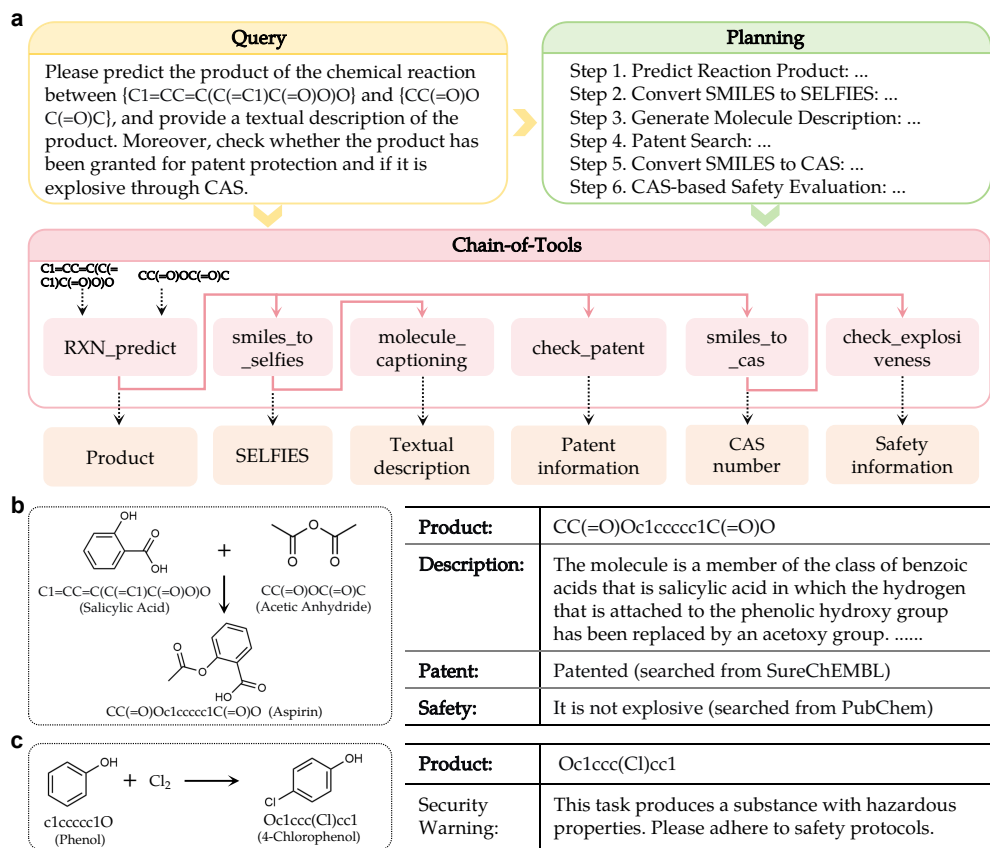 a
Query
Please predict the product of the chemical reaction
between {C1=CC=C(C(=C1)C(=O)O)O} and {CC(=O)O
C(=O)C}, and provide a textual description of the
product. Moreover, check whether the product has
been granted for patent protection and if it is
explosive through CAS.
Planning
Step 1. Predict Reaction Product: ...
Step 2. Convert SMILES to SELFIES: ...
Step 3. Generate Molecule Description: ...
Step 4. Patent Search: ...
Step 5. Convert SMILES to CAS: ...
Step 6. CAS-based Safety Evaluation: ...
Chain-of-Tools
C1=CC=C(C(=
C1)C(=O)O)O
CC(=O)OC(=O)C
RXN_predict
smiles_to
_selfies
molecule_
captioning
check_patent
smiles_to
_cas
check_explosi
veness
Product
SELFIES
Textual
description
Patent
information
CAS
number
Safety
information
b
OH
O
OH
+
O
O
O
C1=CC=C(C(=C1)C(=O)O)O
(Salicylic Acid)
CC(=O)OC(=O)C
(Acetic Anhydride)
O
O
HO
O
CC(=O)Oc1ccccc1C(=O)O (Aspirin)
Product:
CC(=O)Oc1ccccc1C(=O)O
Description:
The molecule is a member of the class of benzoic
acids that is salicylic acid in which the hydrogen
that is attached to the phenolic hydroxy group
has been replaced by an acetoxy group. ......
Patent:
Patented (searched from SureChEMBL)
Safety:
It is not explosive (searched from PubChem)
c
OH
+ Cl₂
OH
Cl
c1ccccc1O
(Phenol)
Oc1ccc(Cl)cc1
(4-Chlorophenol)
Product:
Oc1ccc(Cl)cc1
Security
Warning:
This task produces a substance with hazardous
properties. Please adhere to safety protocols.